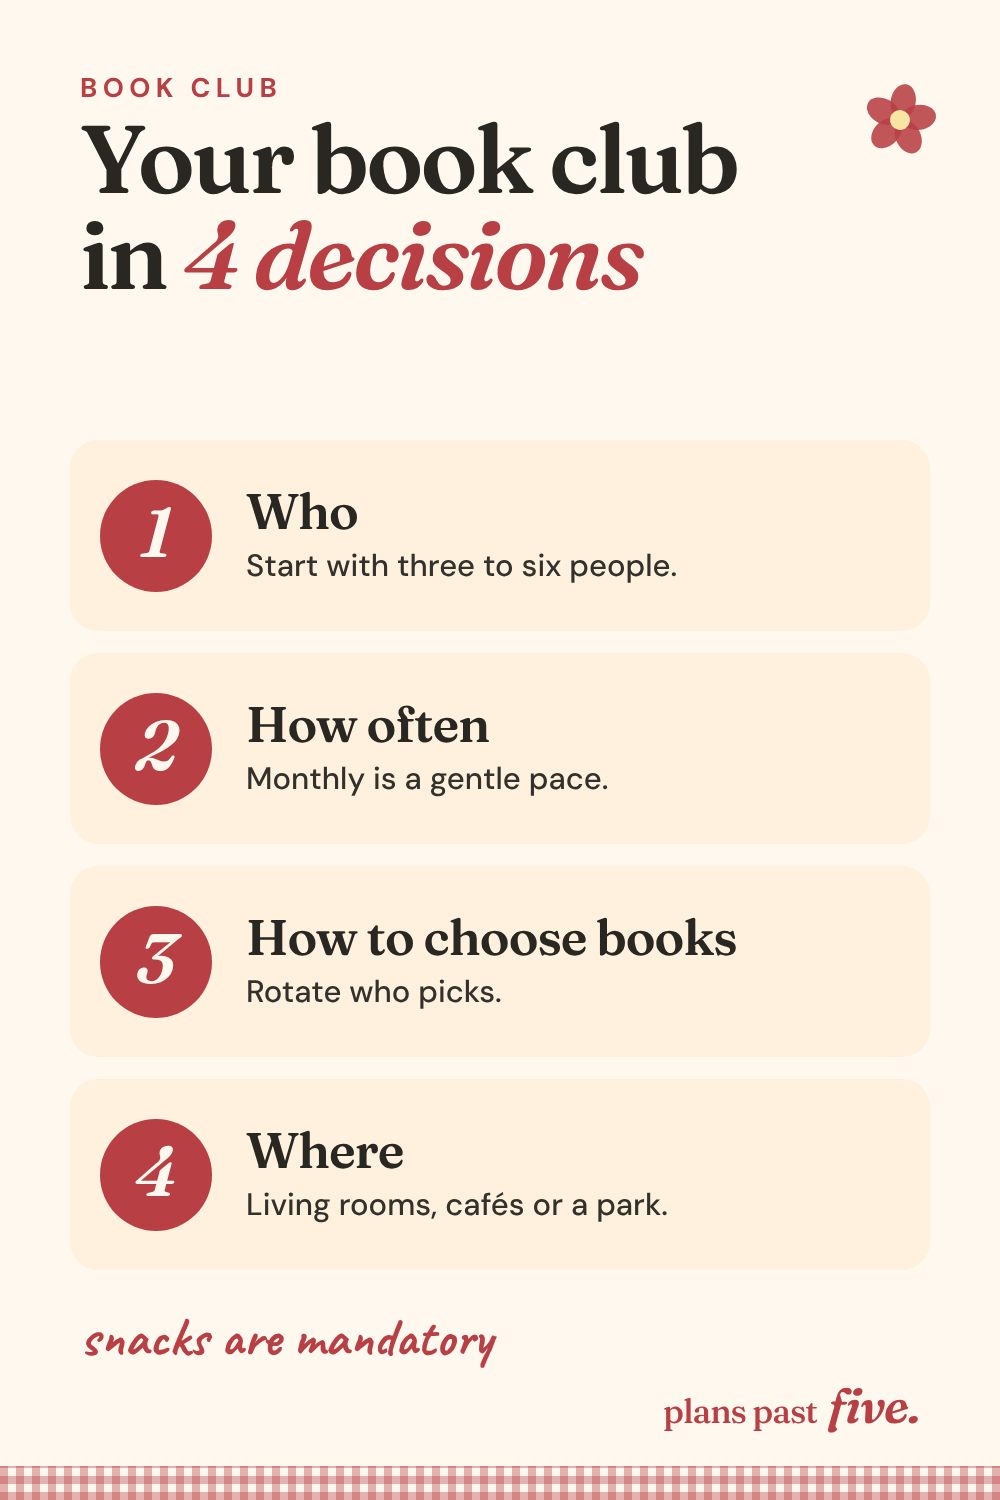 BOOK CLUB
Your book club
in 4 decisions
1
Who
Start with three to six people.
2
How often
Monthly is a gentle pace.
3
How to choose books
Rotate who picks.
4
Where
Living rooms, cafés or a park.
snacks are mandatory
plans past five.